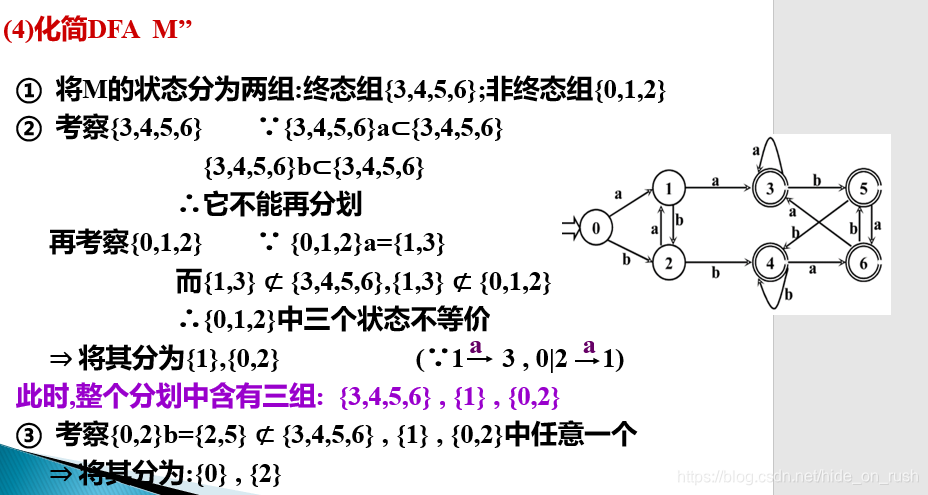 (4)化简DFA M”
① 将M的状态分为两组:终态组{3,4,5,6};非终态组{0,1,2}
② 考察{3,4,5,6} ∵{3,4,5,6}a⊂{3,4,5,6}
{3,4,5,6}b⊂{3,4,5,6}
∴它不能再分划
再考察{0,1,2} ∵ {0,1,2}a={1,3}
而{1,3} ⊄ {3,4,5,6},{1,3} ⊄ {0,1,2}
∴{0,1,2}中三个状态不等价
⇒ 将其分为{1},{0,2} (∵1 a→ 3 , 0|2 a→1)
此时,整个分划中含有三组: {3,4,5,6} , {1} , {0,2}
③ 考察{0,2}b={2,5} ⊄ {3,4,5,6} , {1} , {0,2}中任意一个
⇒ 将其分为:{0} , {2}
a
1 a 3 b 5
a a
0 a b b b a
b 2 b 4 a 6
b
https://blog.csdn.net/hide_on_rush